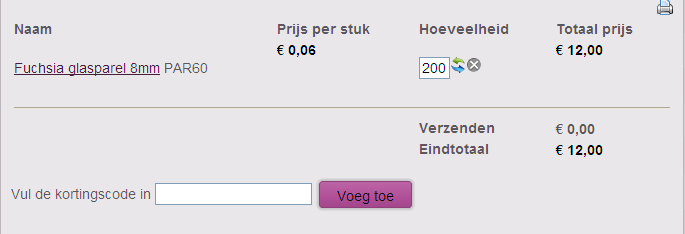 Naam Prijs per stuk Hoeveelheid Totaal prijs
€ 0,06 € 12,00
Fuchsia glasparel 8mm PAR60 200
Verzenden € 0,00
Eindtotaal € 12,00
Vul de kortingscode in Voeg toe